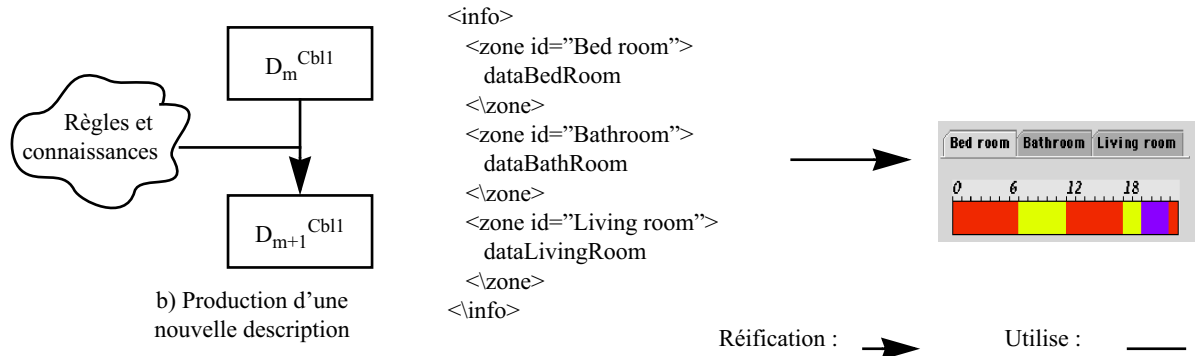 D_m^Cbl1
Règles et
connaissances
D_m+1^Cbl1
b) Production d’une
nouvelle description
<info>
<zone id=”Bed room”>
dataBedRoom
<\zone>
<zone id=”Bathroom”>
dataBathRoom
<\zone>
<zone id=”Living room”>
dataLivingRoom
<\zone>
<\info>
Bed room Bathroom Living room
0 6 12 18
Réification : Utilise :